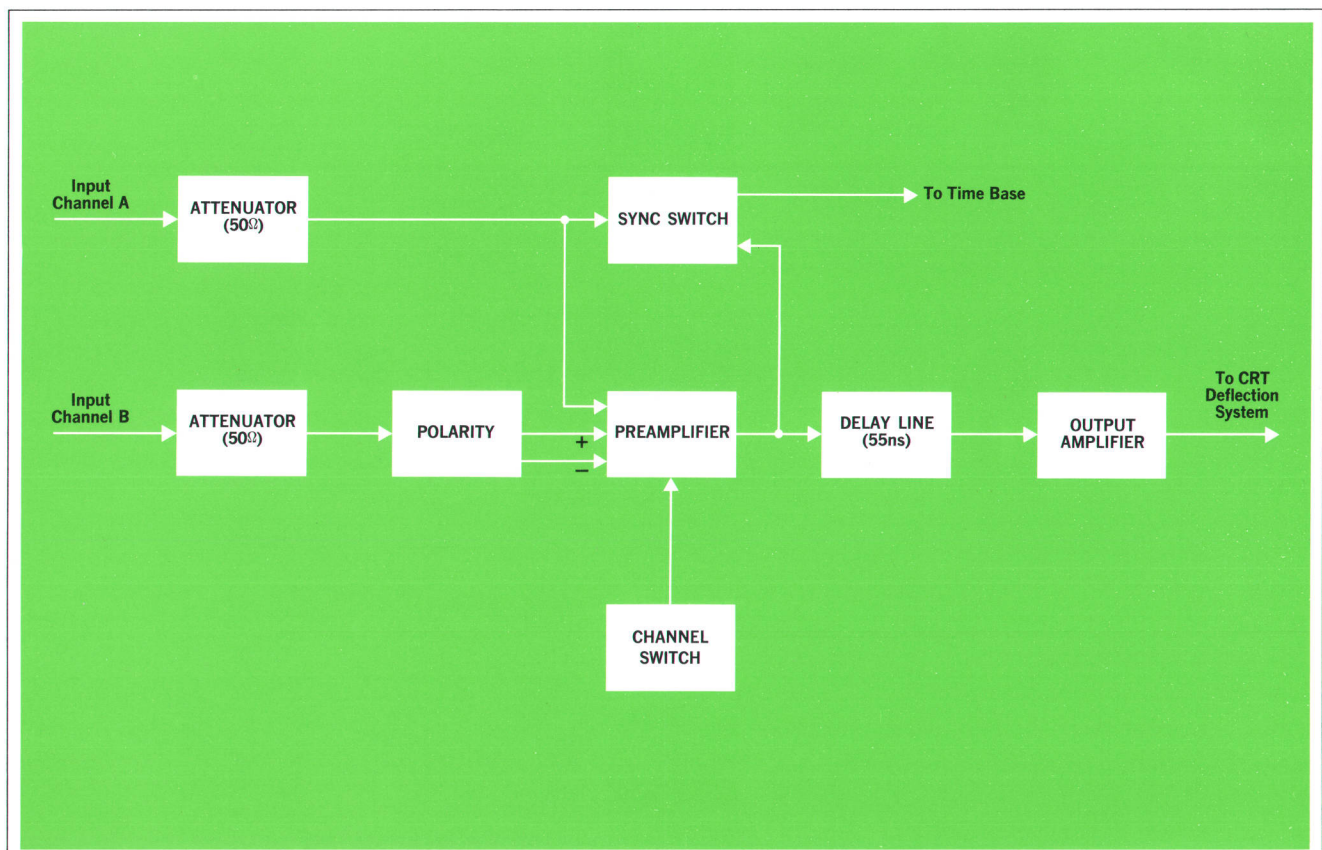 Input
Channel A
ATTENUATOR
(50Ω)
SYNC SWITCH
To Time Base
Input
Channel B
ATTENUATOR
(50Ω)
POLARITY
+
−
PREAMPLIFIER
DELAY LINE
(55ns)
OUTPUT
AMPLIFIER
To CRT
Deflection
System
CHANNEL
SWITCH